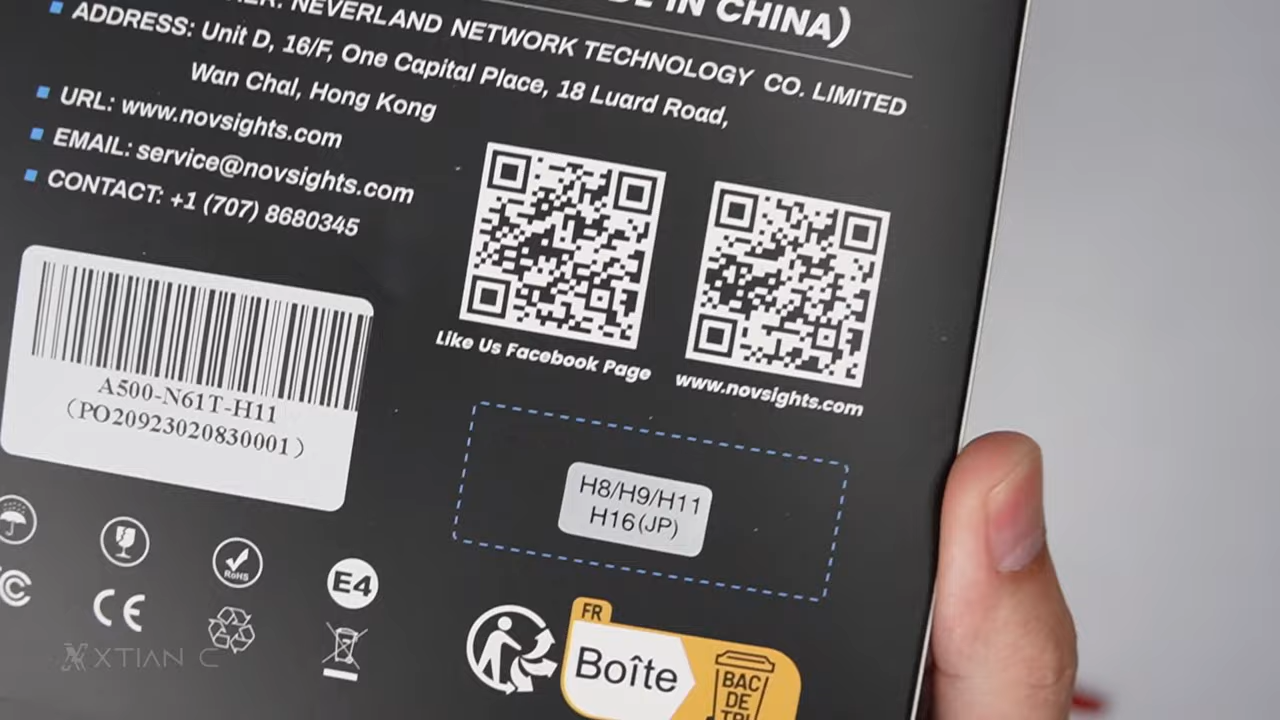 IN CHINA)
NEVERLAND NETWORK TECHNOLOGY CO. LIMITED
ADDRESS: Unit D, 16/F, One Capital Place, 18 Luard Road,
Wan Chal, Hong Kong
URL: www.novsights.com
EMAIL: service@novsights.com
CONTACT: +1 (707) 8680345
Like Us Facebook Page
www.novsights.com
A500-N61T-H11
(PO20923020830001)
H8/H9/H11
H16(JP)
RoHS
E4
CE
FR
Boîte
BAC
DE
TRI
XTIAN C